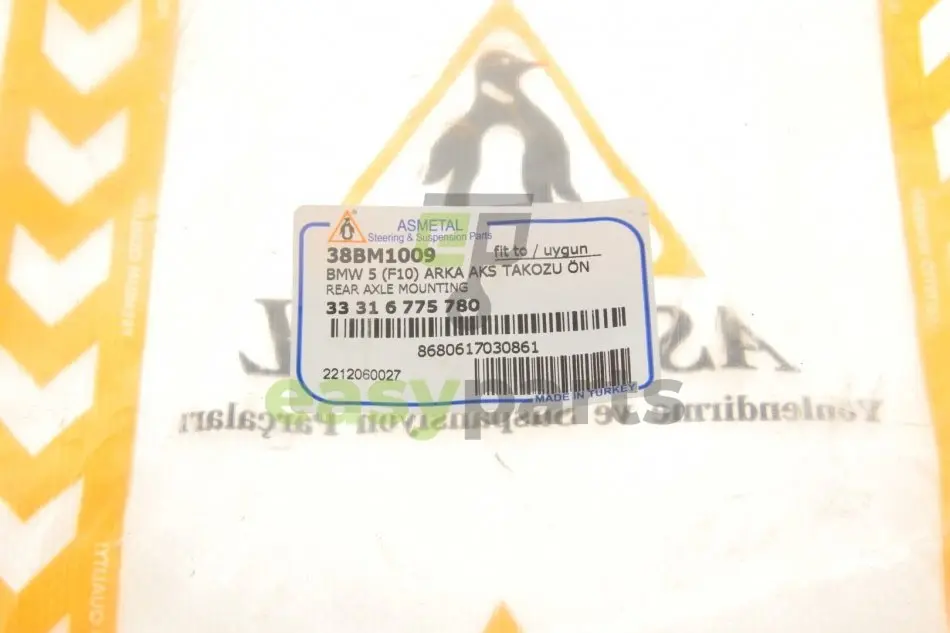 ASMETAL
Steering & Suspension Parts
38BM1009 fit to / uygun
BMW 5 (F10) ARKA AKS TAKOZU ÖN
REAR AXLE MOUNTING
33 31 6 775 780
8680617030861
2212060027
MADE IN TURKEY
easyparts
Yönlendirme ve Süspansiyon Parçaları